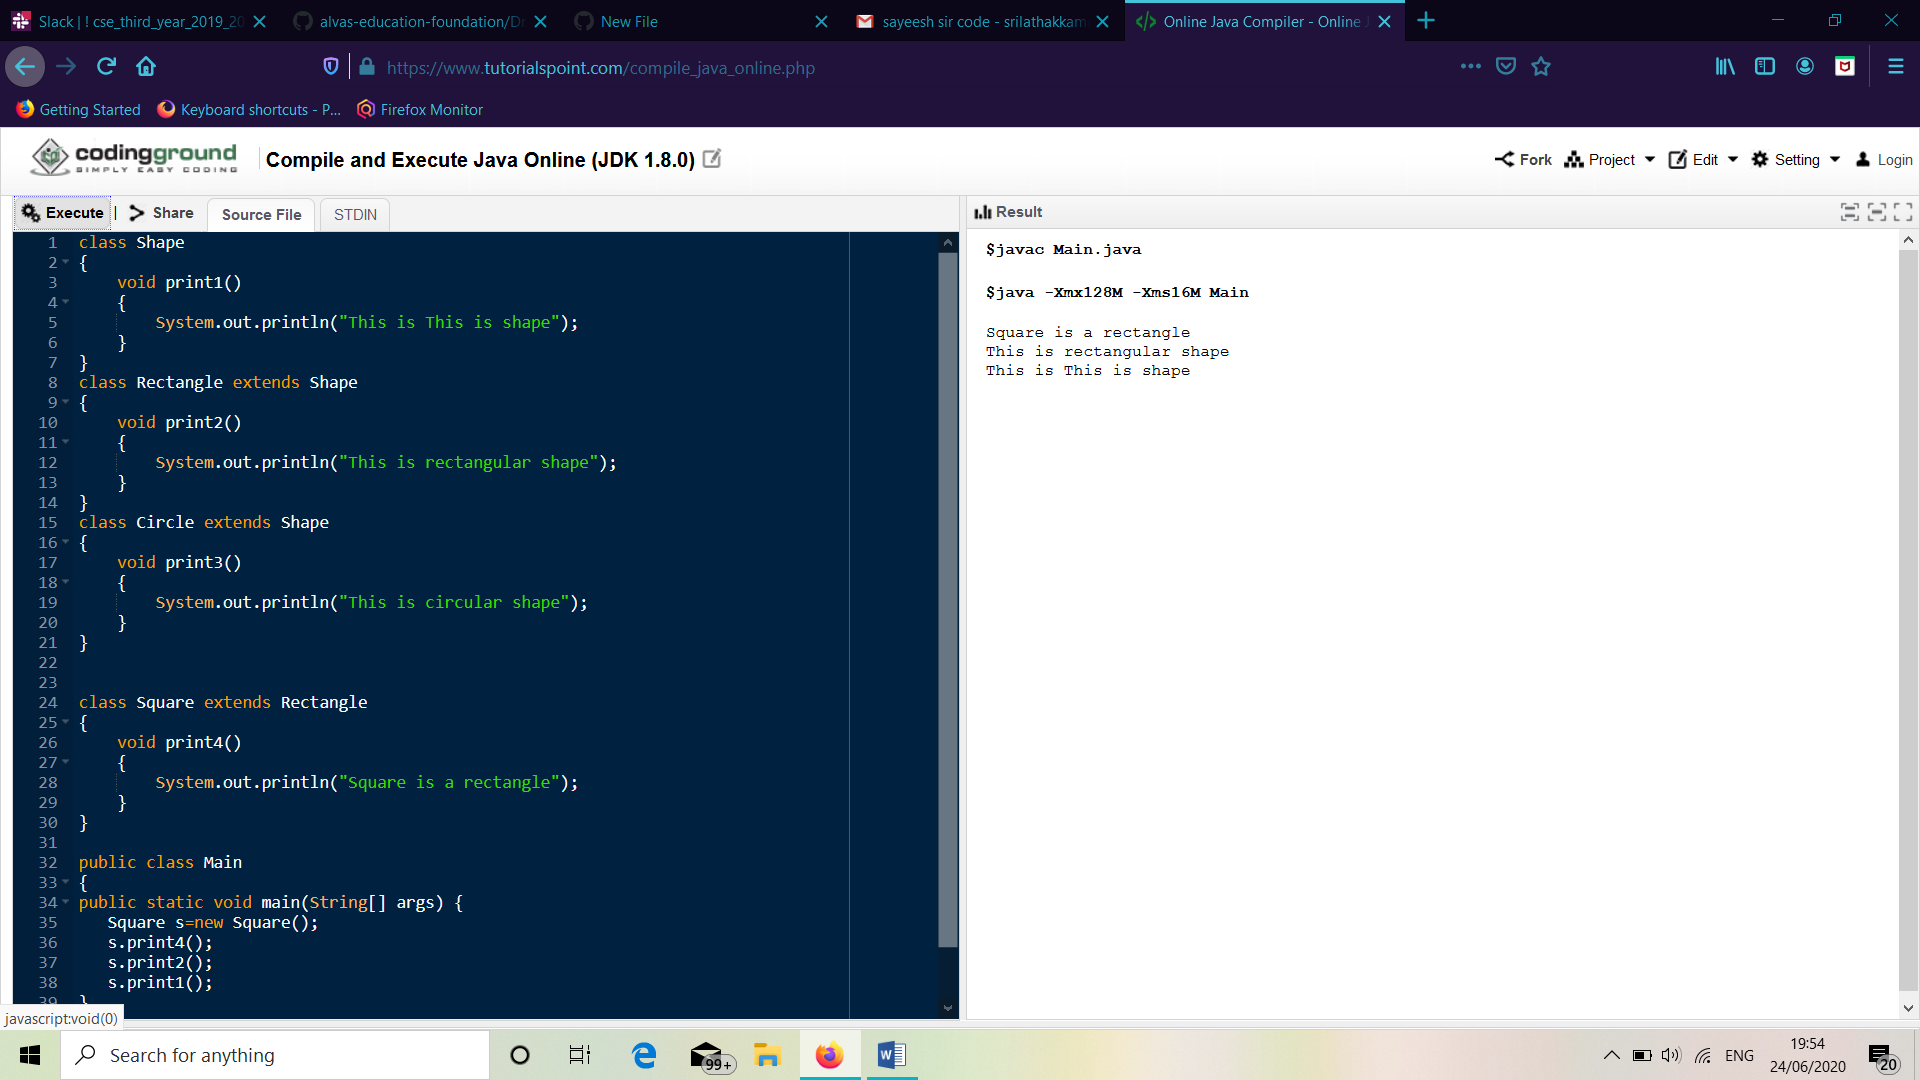 Slack | ! cse_third_year_2019_20
alvas-education-foundation/Dr
New File
sayeesh sir code - srilathakkam
Online Java Compiler - Online J
https://www.tutorialspoint.com/compile_java_online.php
Getting Started
Keyboard shortcuts - P...
Firefox Monitor
codingground
SIMPLY EASY CODING
Compile and Execute Java Online (JDK 1.8.0)
Fork
Project
Edit
Setting
Login
Execute | Share
Source File
STDIN
Result
1 class Shape
2 {
3     void print1()
4     {
5         System.out.println("This is This is shape");
6     }
7 }
8 class Rectangle extends Shape
9 {
10     void print2()
11     {
12         System.out.println("This is rectangular shape");
13     }
14 }
15 class Circle extends Shape
16 {
17     void print3()
18     {
19         System.out.println("This is circular shape");
20     }
21 }
22
23
24 class Square extends Rectangle
25 {
26     void print4()
27     {
28         System.out.println("Square is a rectangle");
29     }
30 }
31
32 public class Main
33 {
34 public static void main(String[] args) {
35    Square s=new Square();
36    s.print4();
37    s.print2();
38    s.print1();
39 }
$javac Main.java
$java -Xmx128M -Xms16M Main
Square is a rectangle
This is rectangular shape
This is This is shape
javascript:void(0)
Search for anything
99+
ENG
19:54
24/06/2020
20